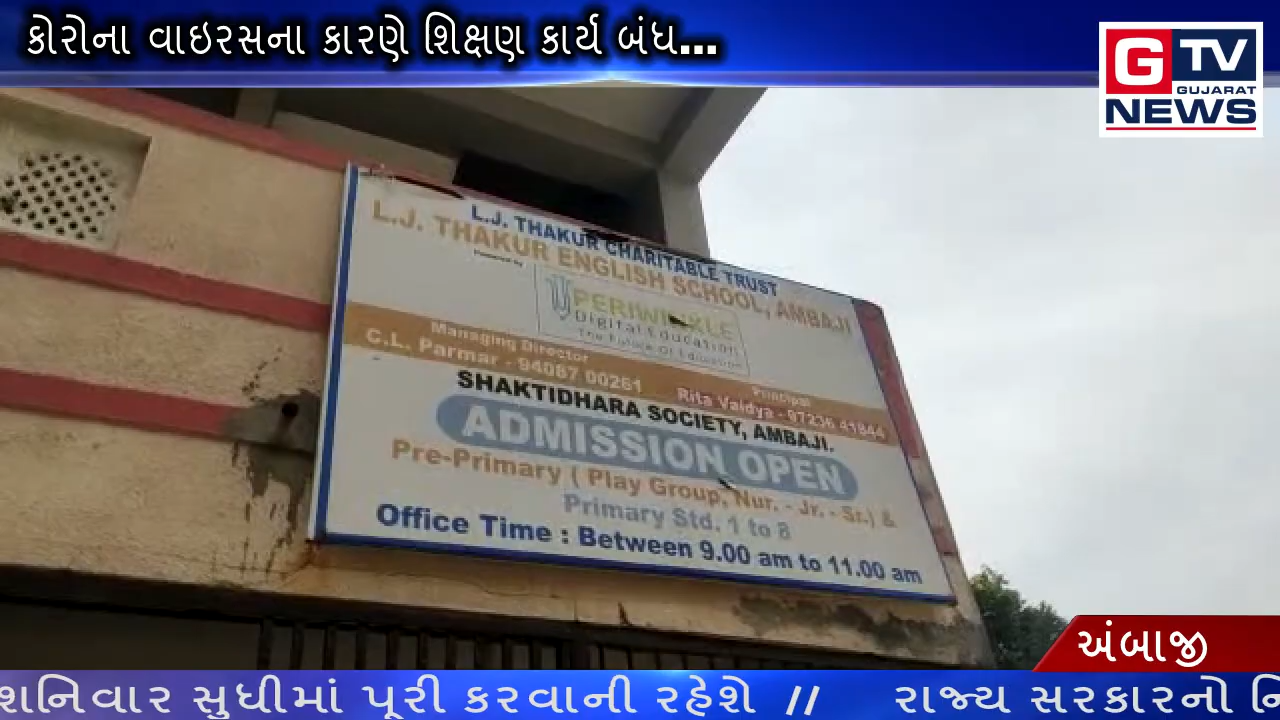 કોરોના વાઇરસના કારણે શિક્ષણ કાર્ય બંધ...
G TV
GUJARAT
NEWS
L.J. THAKUR CHARITABLE TRUST
L.J. THAKUR ENGLISH SCHOOL, AMBAJI
Powered by
PERIWINKLE
Digital Education
The Future Of Education
Managing Director
C.L. Parmar - 94087 00261
Principal
Rita Vaidya - 97236 41844
SHAKTIDHARA SOCIETY, AMBAJI.
ADMISSION OPEN
Pre-Primary ( Play Group, Nur. - Jr. - Sr.) &
Primary Std. 1 to 8
Office Time : Between 9.00 am to 11.00 am
અંબાજી
શનિવાર સુધીમાં પૂરી કરવાની રહેશે // રાજ્ય સરકારનો